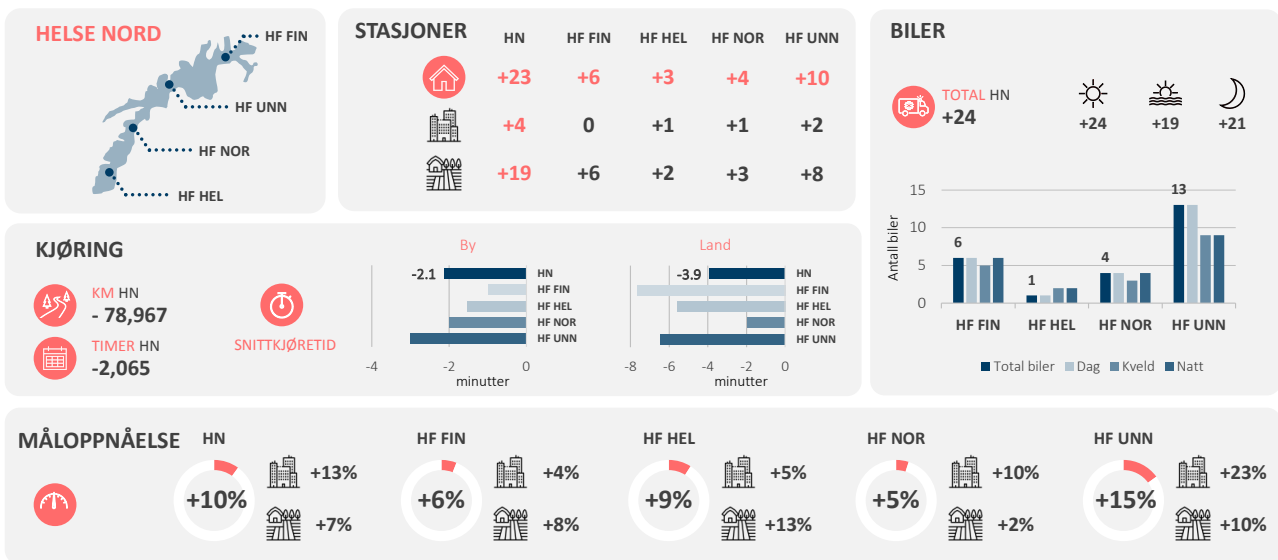 HELSE NORD
HF FIN
HF UNN
HF NOR
HF HEL
STASJONER
HN HF FIN HF HEL HF NOR HF UNN
+23 +6 +3 +4 +10
+4 0 +1 +1 +2
+19 +6 +2 +3 +8
BILER
TOTAL HN
+24
+24 +19 +21
15
10
5
0
Antall biler
6
1
4
13
HF FIN HF HEL HF NOR HF UNN
Total biler Dag Kveld Natt
KJØRING
KM HN
- 78,967
TIMER HN
-2,065
SNITTKJØRETID
By
-2.1
HN
HF FIN
HF HEL
HF NOR
HF UNN
-4 -2 0
minutter
Land
-3.9
HN
HF FIN
HF HEL
HF NOR
HF UNN
-8 -6 -4 -2 0
minutter
MÅLOPPNÅELSE
HN
+10%
+13%
+7%
HF FIN
+6%
+4%
+8%
HF HEL
+9%
+5%
+13%
HF NOR
+5%
+10%
+2%
HF UNN
+15%
+23%
+10%